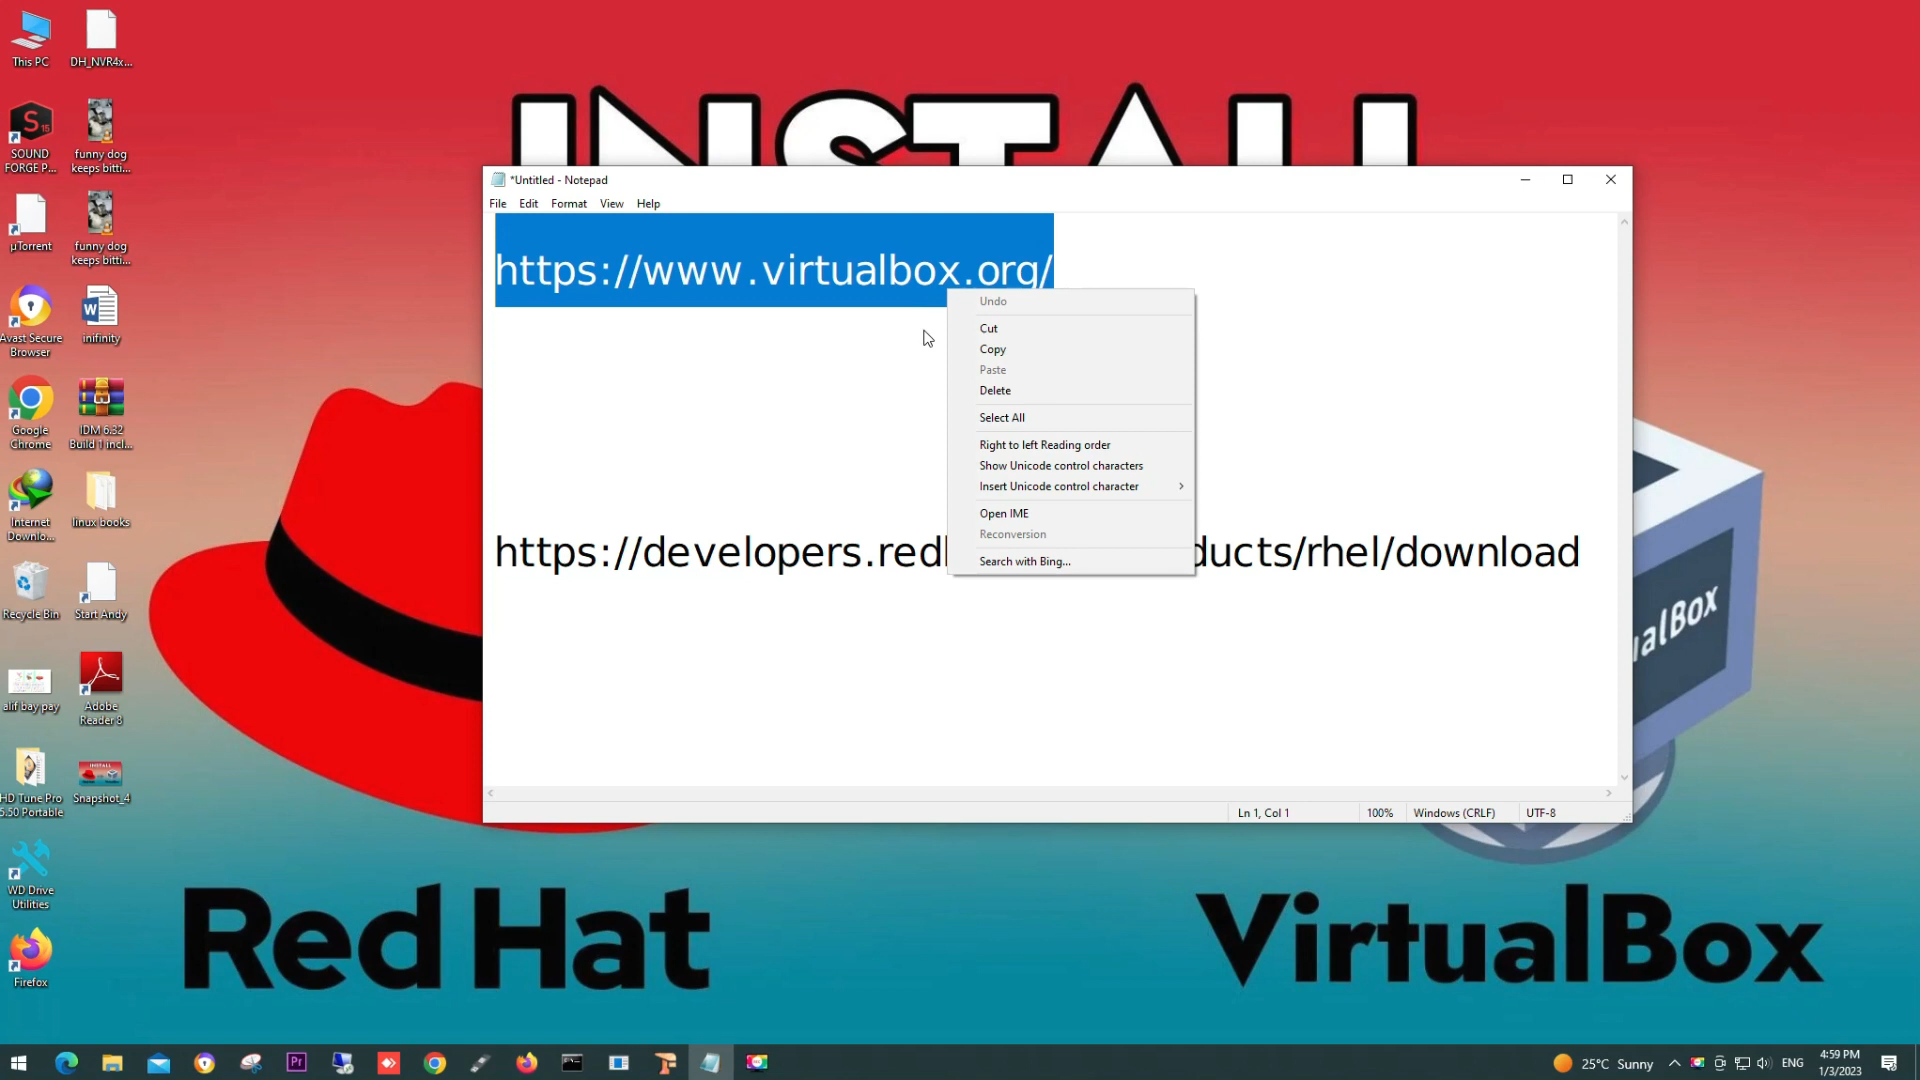 This PC
DH_NVR4x...
SOUND
FORGE P...
funny dog
keeps bitti...
µTorrent
funny dog
keeps bitti...
Avast Secure
Browser
inifinity
Google
Chrome
IDM 6.32
Build 1 incl...
Internet
Downlo...
linux books
Recycle Bin
Start Andy
alif bay pay
Adobe
Reader 8
HD Tune Pro
5.50 Portable
Snapshot_4
WD Drive
Utilities
Firefox
INSTALL
*Untitled - Notepad
File Edit Format View Help
https://www.virtualbox.org/
Undo
Cut
Copy
Paste
Delete
Select All
Right to left Reading order
Show Unicode control characters
Insert Unicode control character
Open IME
Reconversion
Search with Bing...
https://developers.red ducts/rhel/download
Ln 1, Col 1 100% Windows (CRLF) UTF-8
ualBox
Red Hat
VirtualBox
Pr
25°C Sunny
ENG
4:59 PM
1/3/2023